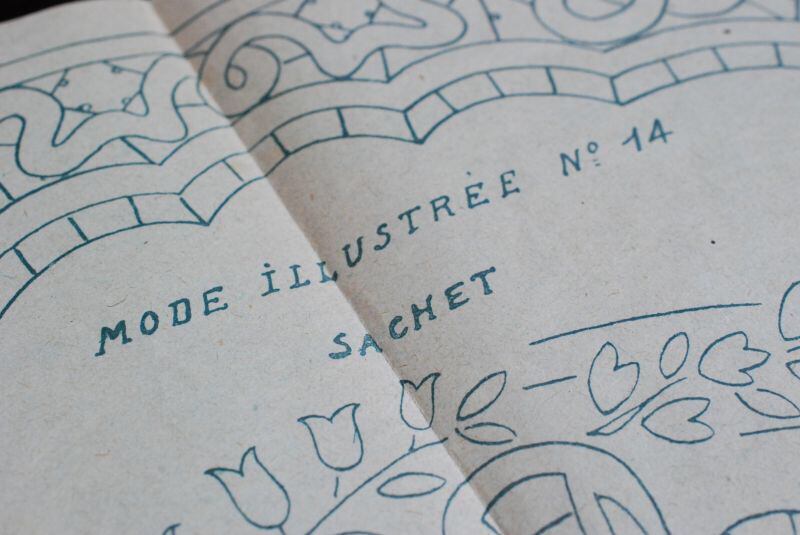 MODE ILLUSTRÉE Nº 14
SACHET